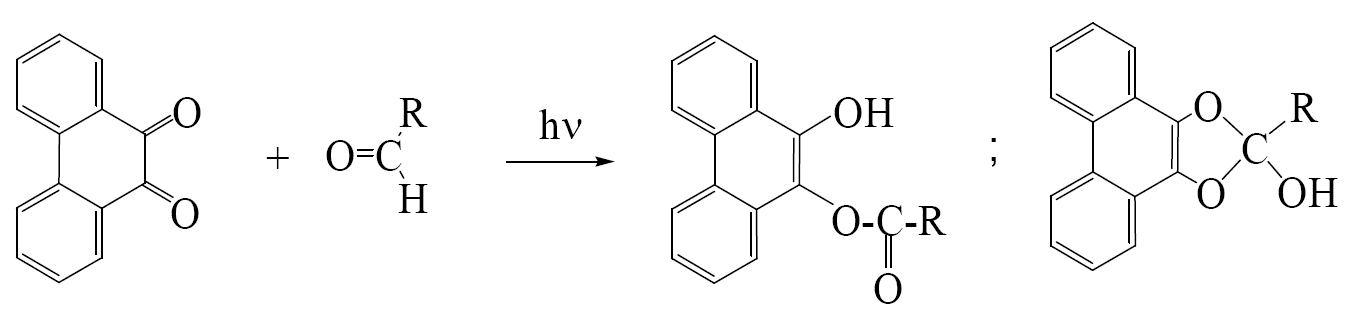 O
O
+
O=C
R
H
hν
OH
O-C-R
O
;
O
O
C
R
OH